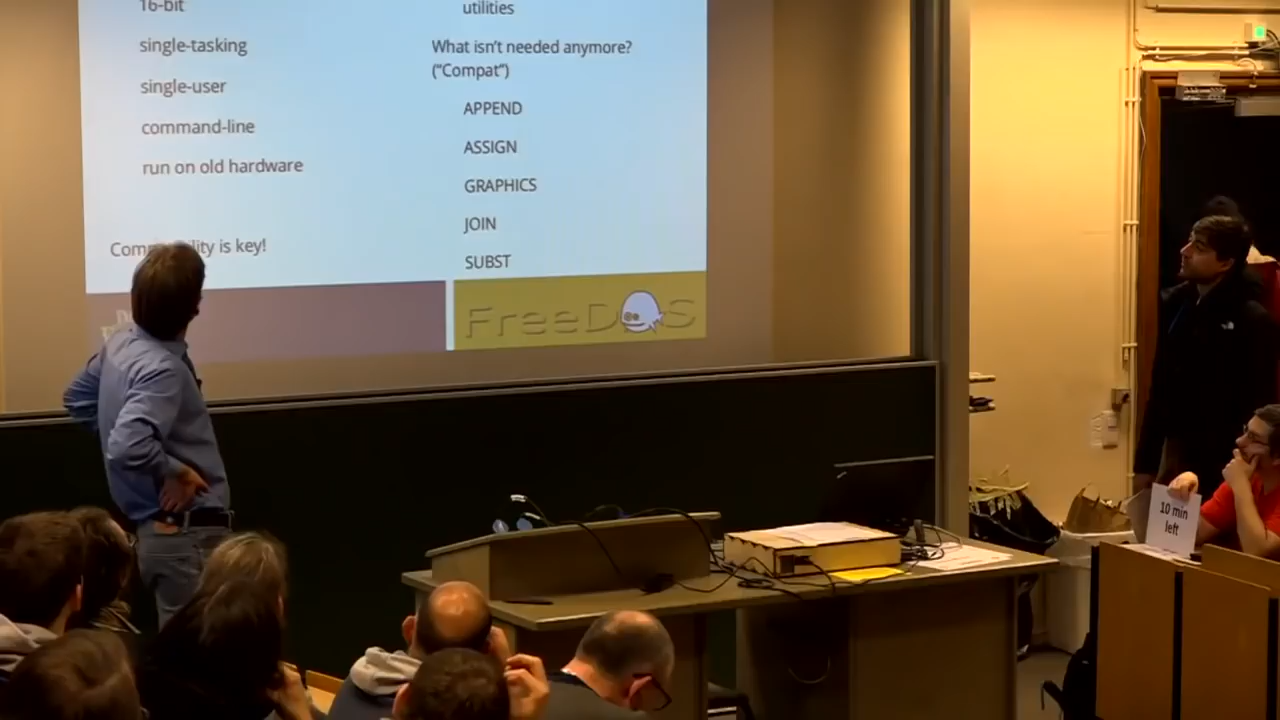 16-bit
single-tasking
single-user
command-line
run on old hardware
is key!
utilities
What isn't needed anymore?
("Compat")
APPEND
ASSIGN
GRAPHICS
JOIN
SUBST
FreeDOS
10 min
left